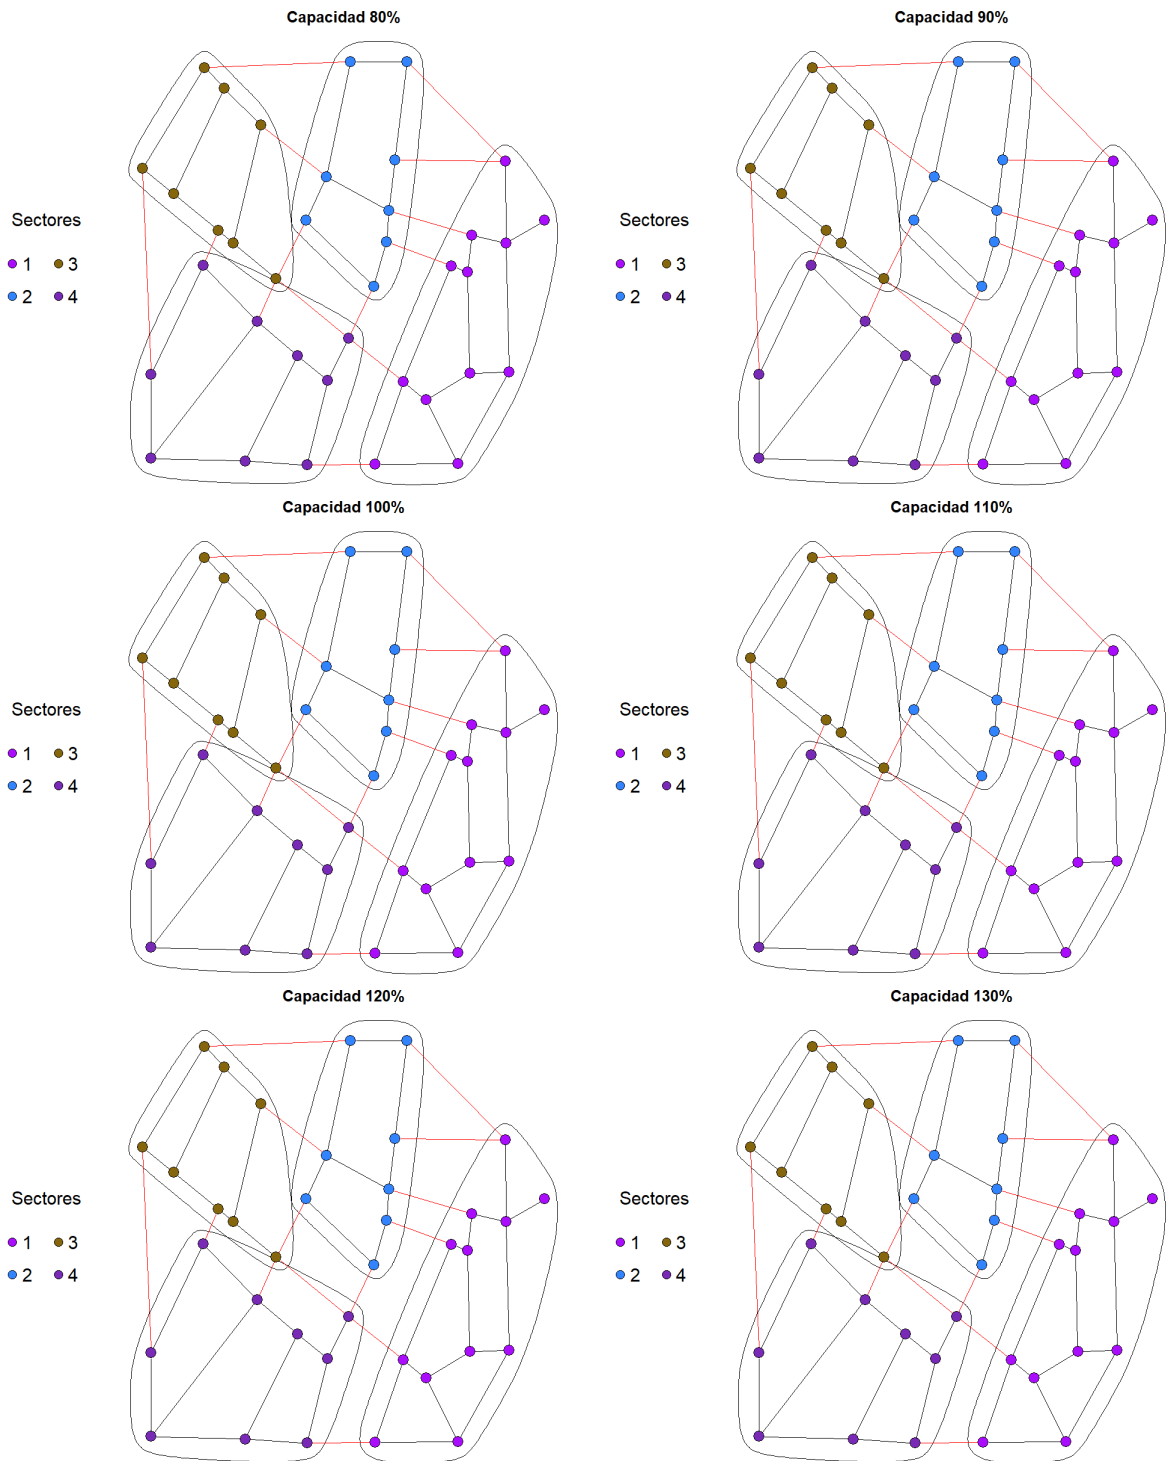 Capacidad 80%
Capacidad 90%
Sectores
1 3
2 4
Sectores
1 3
2 4
Capacidad 100%
Capacidad 110%
Sectores
1 3
2 4
Sectores
1 3
2 4
Capacidad 120%
Capacidad 130%
Sectores
1 3
2 4
Sectores
1 3
2 4